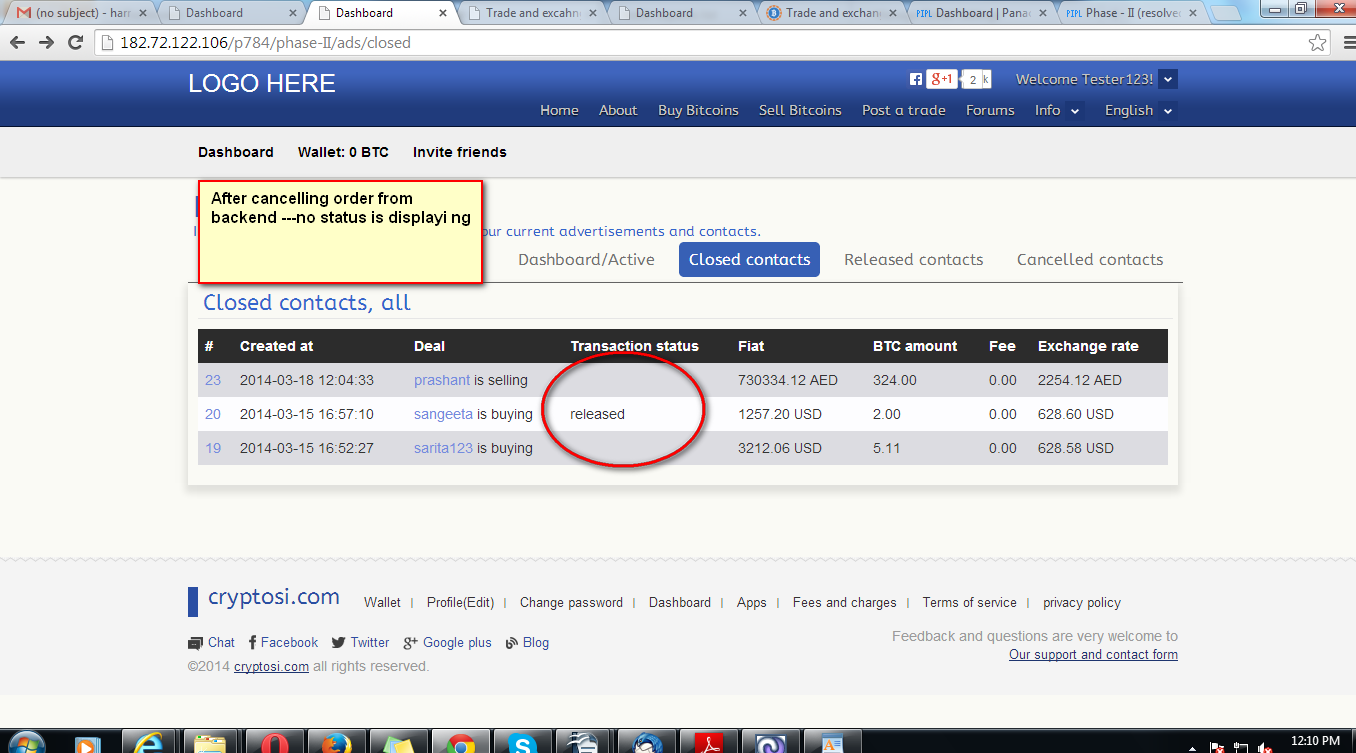 (no subject) - harr Dashboard Dashboard Trade and excahn Dashboard Trade and exchan PIPL Dashboard | Pana PIPL Phase - II (resolve
182.72.122.106/p784/phase-II/ads/closed
LOGO HERE
g+1 2 k Welcome Tester123!
Home About Buy Bitcoins Sell Bitcoins Post a trade Forums Info English
Dashboard Wallet: 0 BTC Invite friends
After cancelling order from
backend ---no status is displayi ng
our current advertisements and contacts.
Dashboard/Active Closed contacts Released contacts Cancelled contacts
Closed contacts, all
# Created at Deal Transaction status Fiat BTC amount Fee Exchange rate
23 2014-03-18 12:04:33 prashant is selling 730334.12 AED 324.00 0.00 2254.12 AED
20 2014-03-15 16:57:10 sangeeta is buying released 1257.20 USD 2.00 0.00 628.60 USD
19 2014-03-15 16:52:27 sarita123 is buying 3212.06 USD 5.11 0.00 628.58 USD
cryptosi.com Wallet | Profile(Edit) | Change password | Dashboard | Apps | Fees and charges | Terms of service | privacy policy
Chat Facebook Twitter Google plus Blog
Feedback and questions are very welcome to
Our support and contact form
©2014 cryptosi.com all rights reserved.
12:10 PM